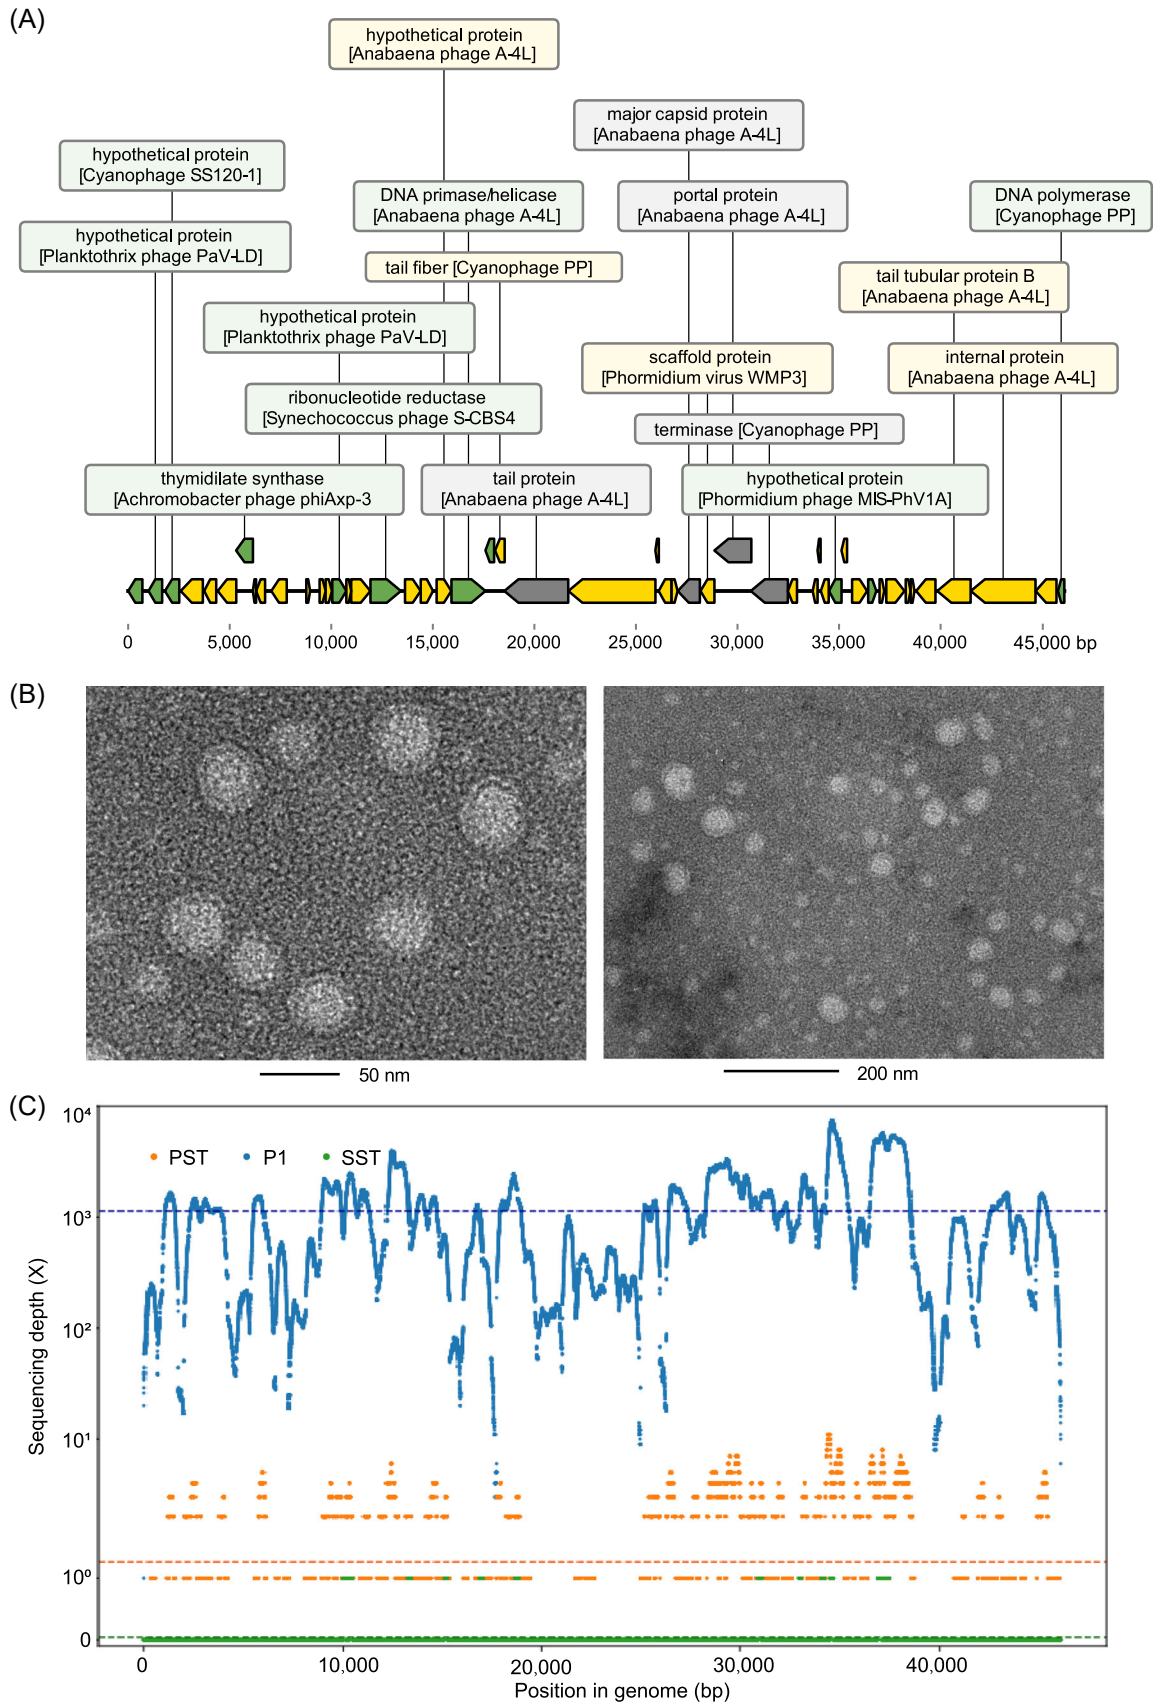 (A)
hypothetical protein
[Anabaena phage A-4L]
major capsid protein
[Anabaena phage A-4L]
hypothetical protein
[Cyanophage SS120-1]
DNA primase/helicase
[Anabaena phage A-4L]
portal protein
[Anabaena phage A-4L]
DNA polymerase
[Cyanophage PP]
hypothetical protein
[Planktothrix phage PaV-LD]
tail fiber [Cyanophage PP]
tail tubular protein B
[Anabaena phage A-4L]
hypothetical protein
[Planktothrix phage PaV-LD]
scaffold protein
[Phormidium virus WMP3]
internal protein
[Anabaena phage A-4L]
ribonucleotide reductase
[Synechococcus phage S-CBS4
terminase [Cyanophage PP]
thymidilate synthase
[Achromobacter phage phiAxp-3
tail protein
[Anabaena phage A-4L]
hypothetical protein
[Phormidium phage MIS-PhV1A]
0 5,000 10,000 15,000 20,000 25,000 30,000 35,000 40,000 45,000 bp
(B)
50 nm
200 nm
(C)
10⁴
PST P1 SST
10³
10²
10¹
10⁰
0
Sequencing depth (X)
0 10,000 20,000 30,000 40,000
Position in genome (bp)